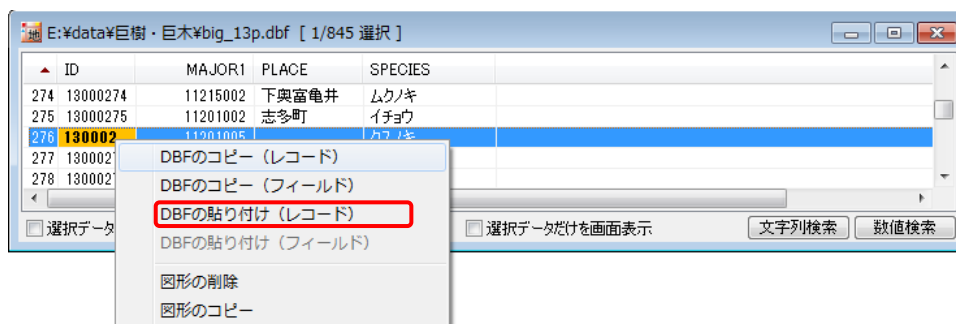 地 E:¥data¥巨樹・巨木¥big_13p.dbf [ 1/845 選択 ]
ID MAJOR1 PLACE SPECIES
274 13000274 11215002 下奥富亀井 ムクノキ
275 13000275 11201002 志多町 イチョウ
276 130002 11201005 クスノキ
277 130002
278 130002
選択データ 選択データだけを画面表示 文字列検索 数値検索
DBFのコピー（レコード）
DBFのコピー（フィールド）
DBFの貼り付け（レコード）
DBFの貼り付け（フィールド）
図形の削除
図形のコピー